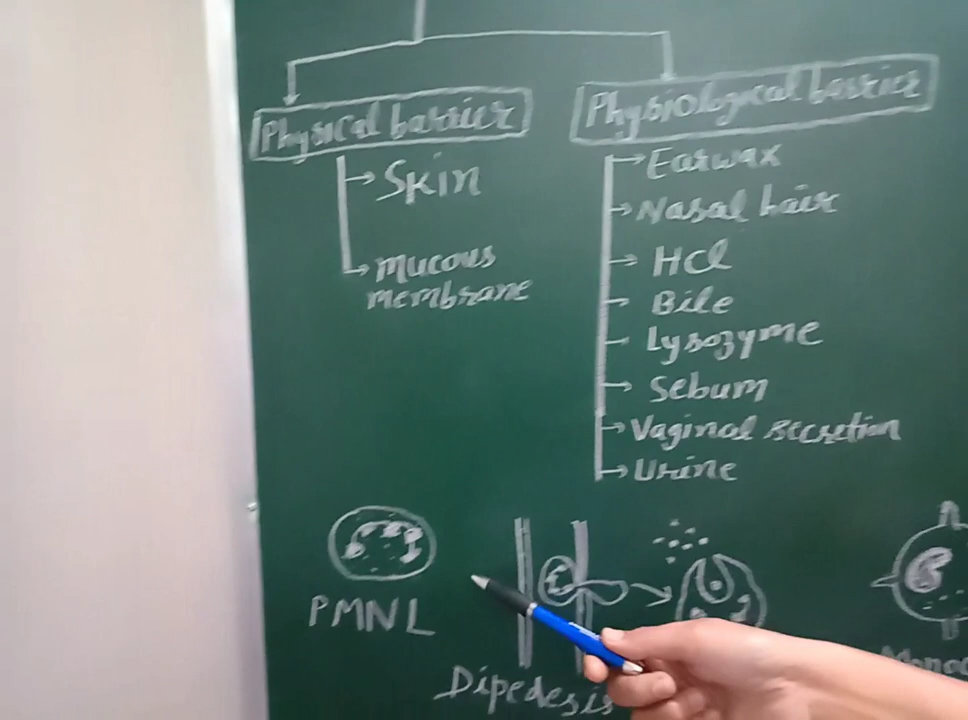 Physical barrier
Skin
Mucous
membrane
Physiological barrier
Earwax
Nasal hair
HCl
Bile
Lysozyme
Sebum
Vaginal secretion
Urine
PMNL
Dipedesis